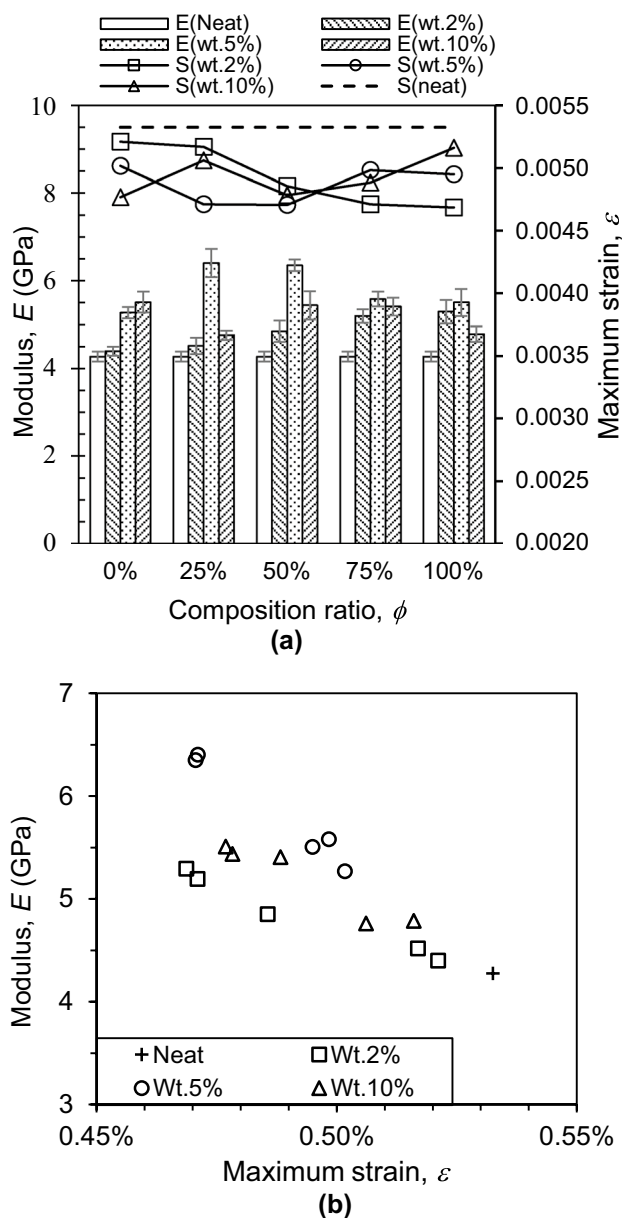 E(Neat) E(wt.2%)
E(wt.5%) E(wt.10%)
S(wt.2%) S(wt.5%)
S(wt.10%) S(neat)
10 0.0055
0.0050
8
0.0045
6
0.0040
4 0.0035
0.0030
2
0.0025
0 0.0020
Modulus, E (GPa)
Maximum strain, ε
0% 25% 50% 75% 100%
Composition ratio, ϕ
(a)
7
6
5
4
3
Modulus, E (GPa)
Neat Wt.2%
Wt.5% Wt.10%
0.45% 0.50% 0.55%
Maximum strain, ε
(b)